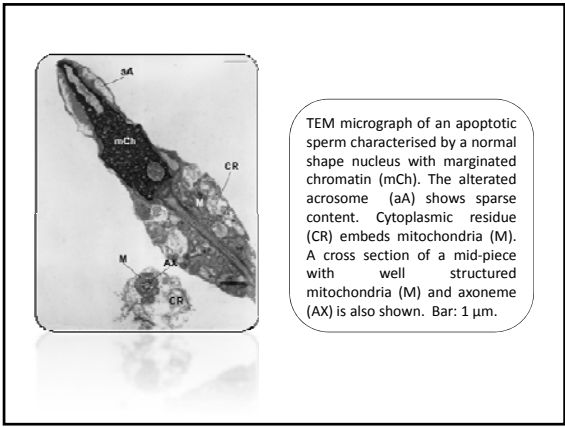 aA
mCh
CR
M
M
AX
CR
TEM micrograph of an apoptotic
sperm characterised by a normal
shape nucleus with marginated
chromatin (mCh). The alterated
acrosome (aA) shows sparse
content. Cytoplasmic residue
(CR) embeds mitochondria (M).
A cross section of a mid-piece
with well structured
mitochondria (M) and axoneme
(AX) is also shown. Bar: 1 μm.